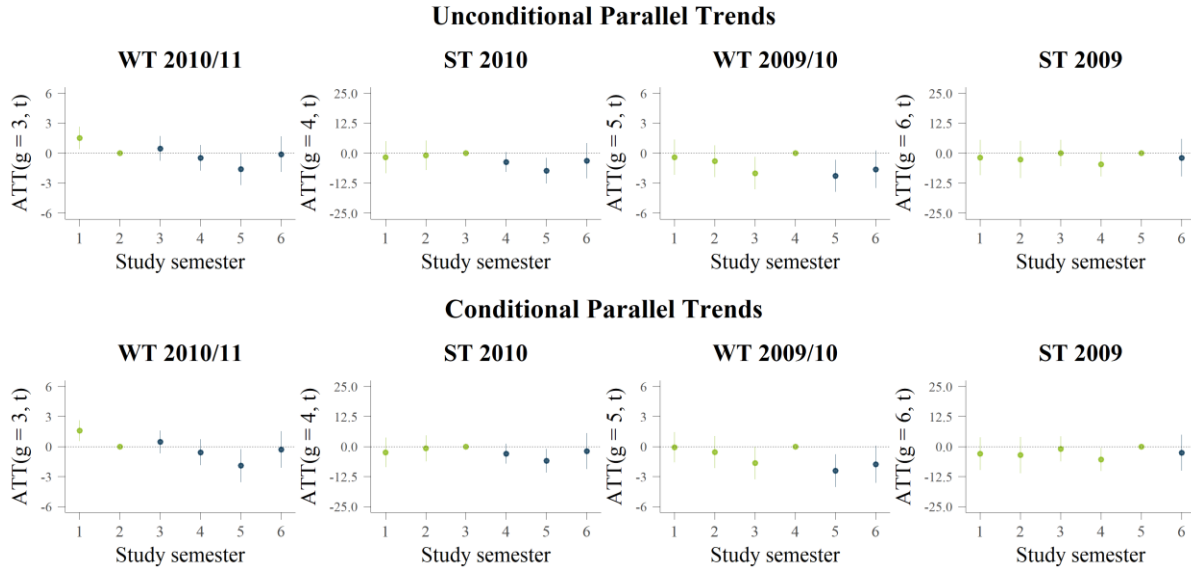 Unconditional Parallel Trends
WT 2010/11
ST 2010
WT 2009/10
ST 2009
ATT(g = 3, t)
6
3
0
-3
-6
1 2 3 4 5 6
Study semester
ATT(g = 4, t)
25.0
12.5
0.0
-12.5
-25.0
1 2 3 4 5 6
Study semester
ATT(g = 5, t)
6
3
0
-3
-6
1 2 3 4 5 6
Study semester
ATT(g = 6, t)
25.0
12.5
0.0
-12.5
-25.0
1 2 3 4 5 6
Study semester
Conditional Parallel Trends
WT 2010/11
ST 2010
WT 2009/10
ST 2009
ATT(g = 3, t)
6
3
0
-3
-6
1 2 3 4 5 6
Study semester
ATT(g = 4, t)
25.0
12.5
0.0
-12.5
-25.0
1 2 3 4 5 6
Study semester
ATT(g = 5, t)
6
3
0
-3
-6
1 2 3 4 5 6
Study semester
ATT(g = 6, t)
25.0
12.5
0.0
-12.5
-25.0
1 2 3 4 5 6
Study semester